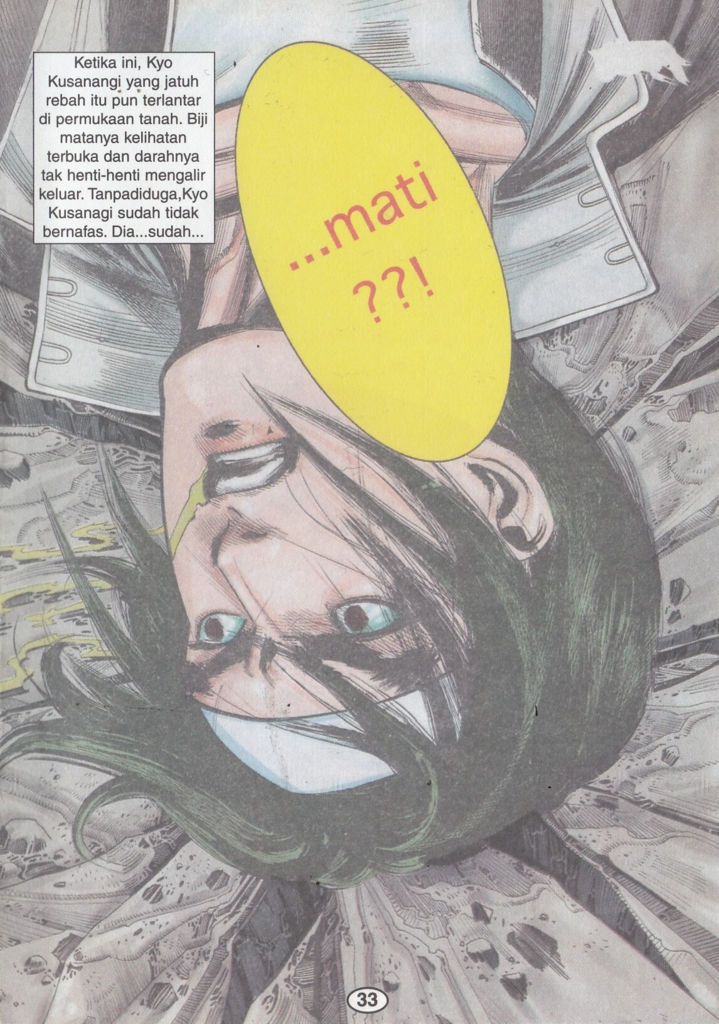 Ketika ini, Kyo
Kusanangi yang jatuh
rebah itu pun terlantar
di permukaan tanah. Biji
matanya kelihatan
terbuka dan darahnya
tak henti-henti mengalir
keluar. Tanpadiduga,Kyo
Kusanagi sudah tidak
bernafas. Dia...sudah...
...mati
??!
33